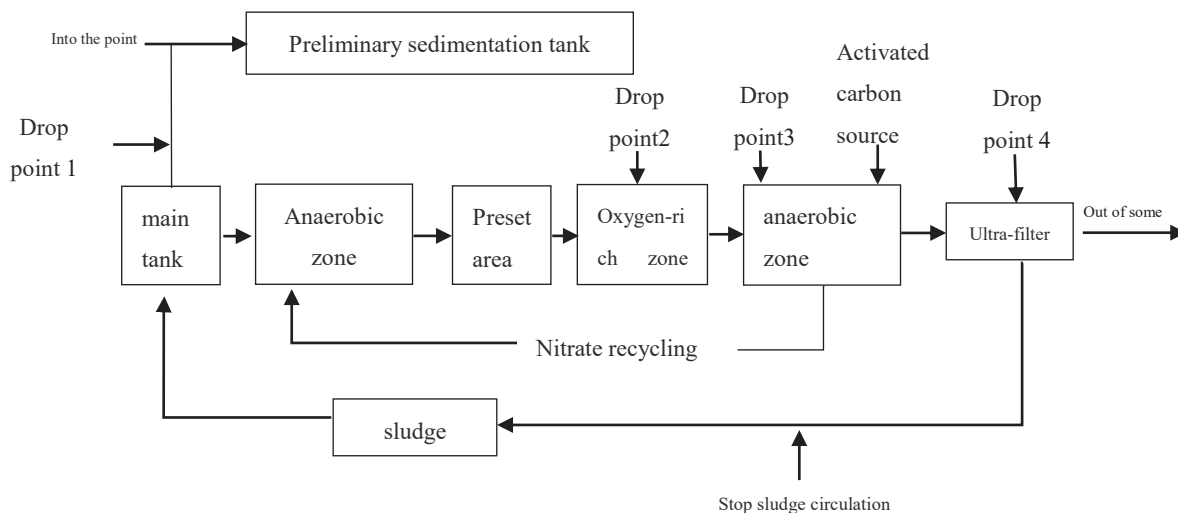 Into the point
Preliminary sedimentation tank
Activated
carbon
source
Drop
point2
Drop
point3
Drop
point 4
Drop
point 1
main
tank
Anaerobic
zone
Preset
area
Oxygen-ri
ch zone
anaerobic
zone
Ultra-filter
Out of some
Nitrate recycling
sludge
Stop sludge circulation